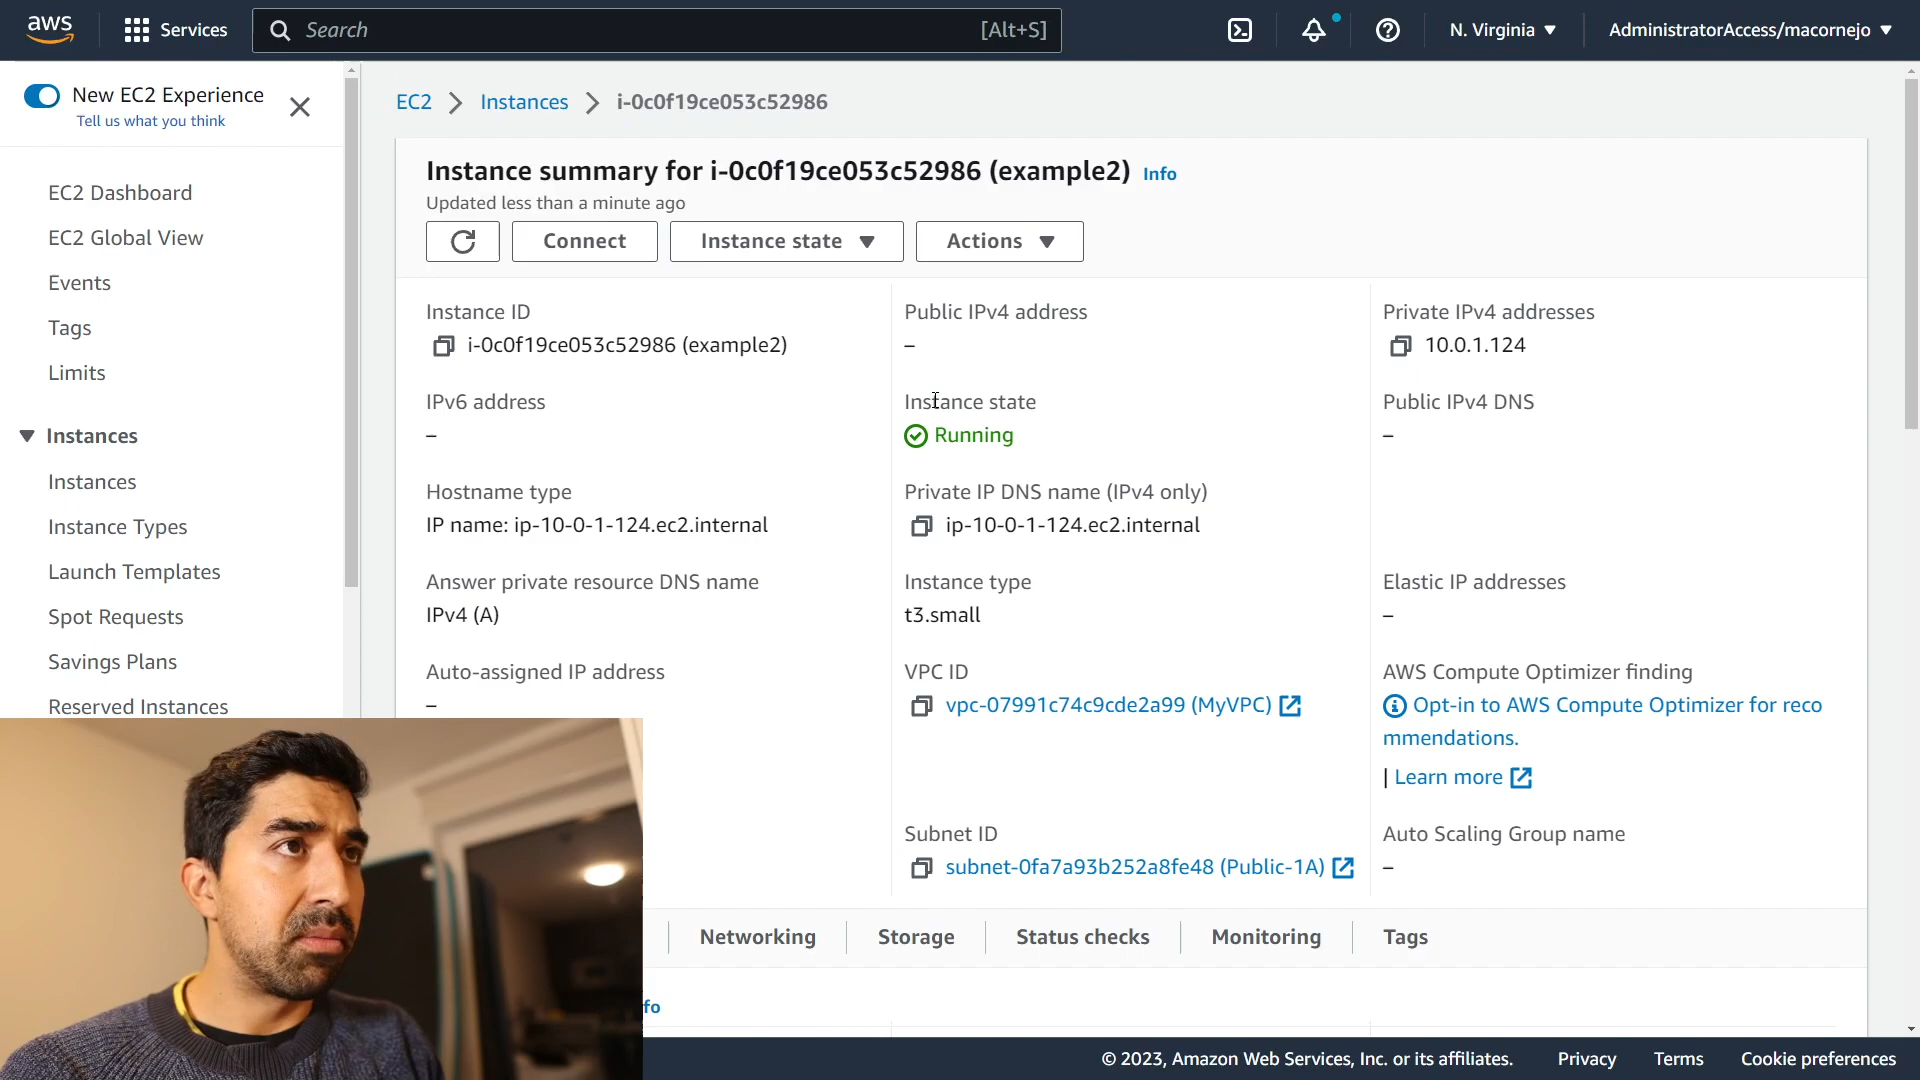 aws
Services
Search
[Alt+S]
N. Virginia
AdministratorAccess/macornejo
New EC2 Experience
Tell us what you think
EC2 Dashboard
EC2 Global View
Events
Tags
Limits
Instances
Instances
Instance Types
Launch Templates
Spot Requests
Savings Plans
Reserved Instances
EC2
Instances
i-0c0f19ce053c52986
Instance summary for i-0c0f19ce053c52986 (example2) Info
Updated less than a minute ago
Connect
Instance state
Actions
Instance ID
i-0c0f19ce053c52986 (example2)
Public IPv4 address
–
Private IPv4 addresses
10.0.1.124
IPv6 address
–
Instance state
Running
Public IPv4 DNS
–
Hostname type
IP name: ip-10-0-1-124.ec2.internal
Private IP DNS name (IPv4 only)
ip-10-0-1-124.ec2.internal
Answer private resource DNS name
IPv4 (A)
Instance type
t3.small
Elastic IP addresses
–
Auto-assigned IP address
–
VPC ID
vpc-07991c74c9cde2a99 (MyVPC)
AWS Compute Optimizer finding
Opt-in to AWS Compute Optimizer for reco
mmendations.
| Learn more
Subnet ID
subnet-0fa7a93b252a8fe48 (Public-1A)
Auto Scaling Group name
–
Networking
Storage
Status checks
Monitoring
Tags
fo
© 2023, Amazon Web Services, Inc. or its affiliates.
Privacy
Terms
Cookie preferences